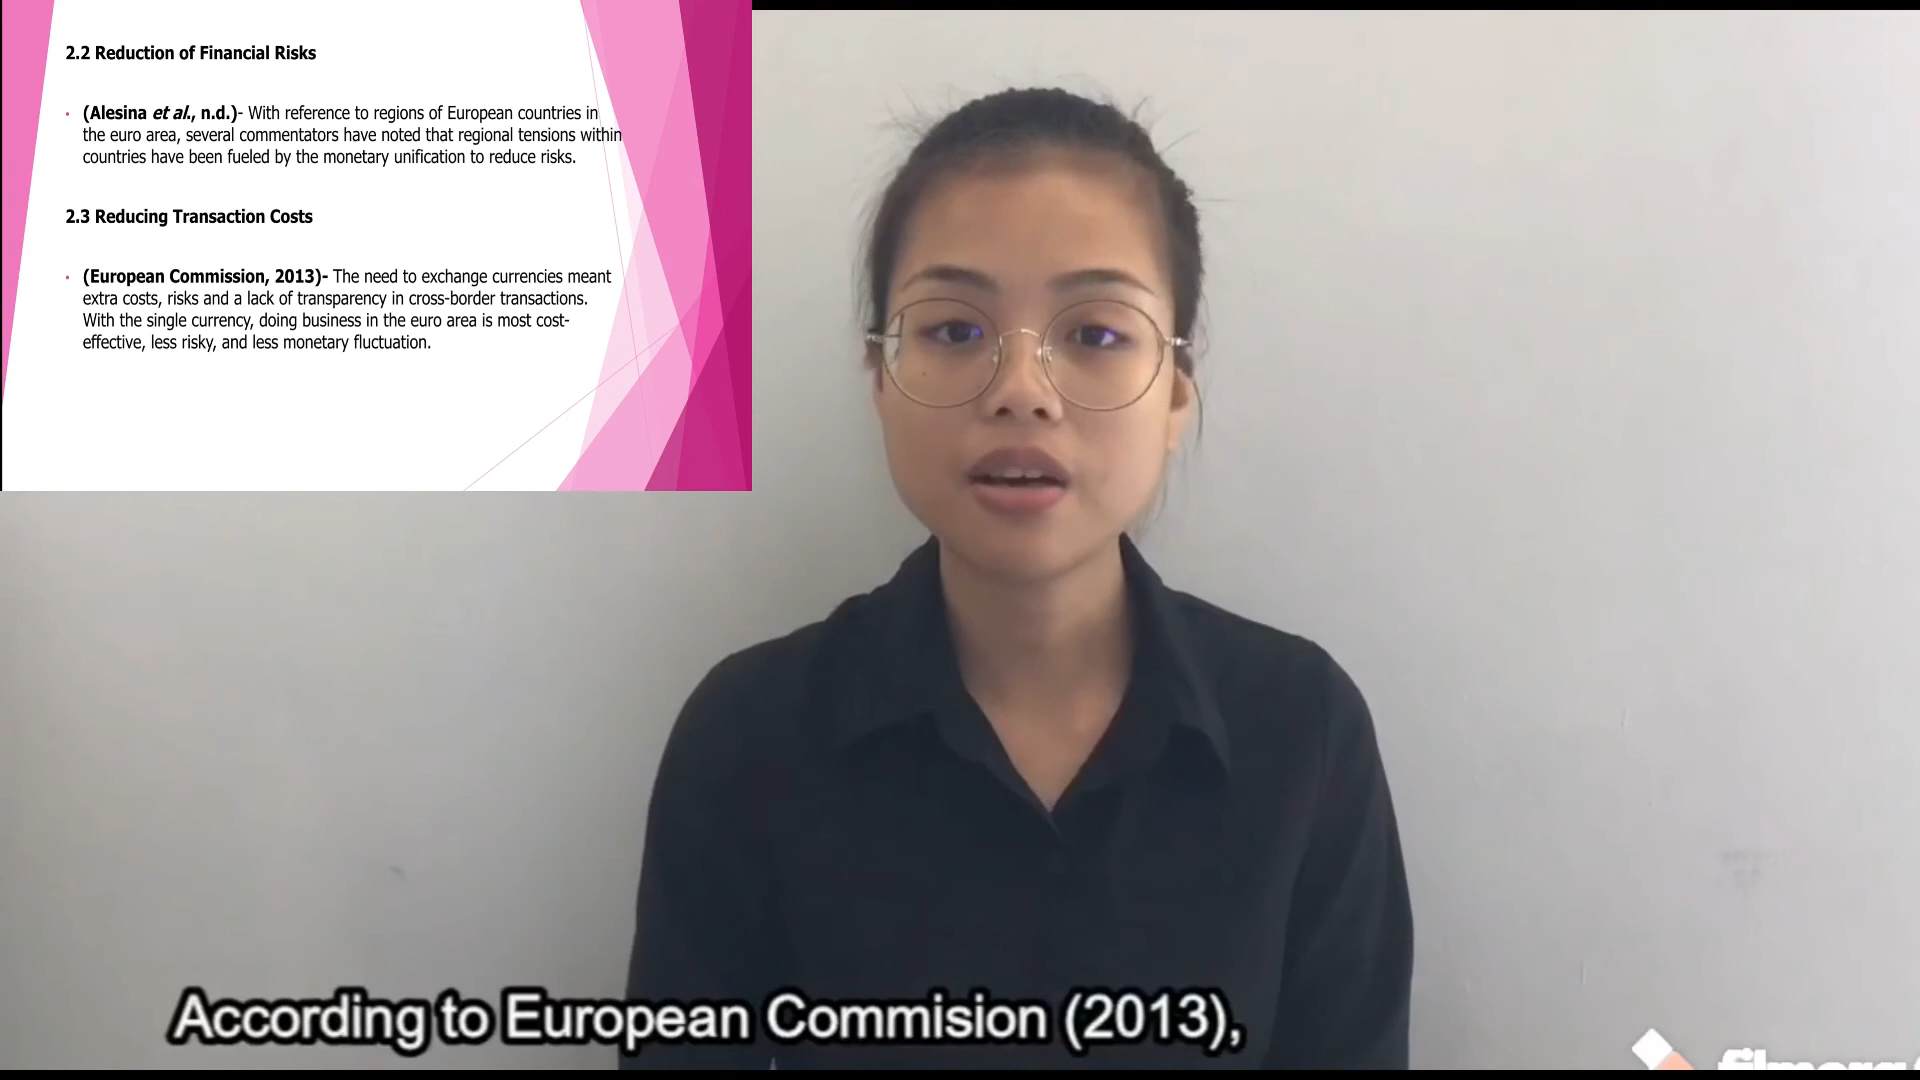 2.2 Reduction of Financial Risks
• (Alesina et al., n.d.)- With reference to regions of European countries in
the euro area, several commentators have noted that regional tensions within
countries have been fueled by the monetary unification to reduce risks.
2.3 Reducing Transaction Costs
• (European Commission, 2013)- The need to exchange currencies meant
extra costs, risks and a lack of transparency in cross-border transactions.
With the single currency, doing business in the euro area is most cost-
effective, less risky, and less monetary fluctuation.
According to European Commision (2013),